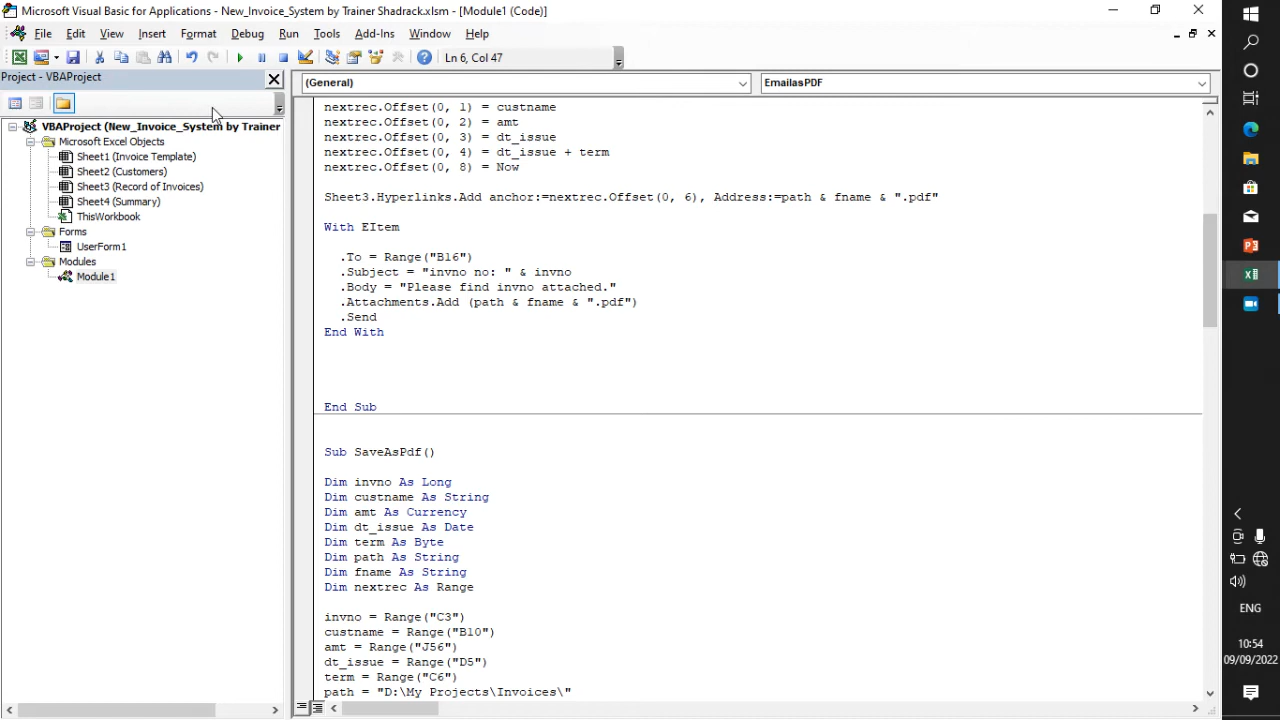 Microsoft Visual Basic for Applications - New_Invoice_System by Trainer Shadrack.xlsm - [Module1 (Code)]
File Edit View Insert Format Debug Run Tools Add-Ins Window Help
Ln 6, Col 47
Project - VBAProject
(General)
EmailasPDF
VBAProject (New_Invoice_System by Trainer
Microsoft Excel Objects
Sheet1 (Invoice Template)
Sheet2 (Customers)
Sheet3 (Record of Invoices)
Sheet4 (Summary)
ThisWorkbook
Forms
UserForm1
Modules
Module1
nextrec.Offset(0, 1) = custname
nextrec.Offset(0, 2) = amt
nextrec.Offset(0, 3) = dt_issue
nextrec.Offset(0, 4) = dt_issue + term
nextrec.Offset(0, 8) = Now
Sheet3.Hyperlinks.Add anchor:=nextrec.Offset(0, 6), Address:=path & fname & ".pdf"
With EItem
.To = Range("B16")
.Subject = "invno no: " & invno
.Body = "Please find invno attached."
.Attachments.Add (path & fname & ".pdf")
.Send
End With
End Sub
Sub SaveAsPdf()
Dim invno As Long
Dim custname As String
Dim amt As Currency
Dim dt_issue As Date
Dim term As Byte
Dim path As String
Dim fname As String
Dim nextrec As Range
invno = Range("C3")
custname = Range("B10")
amt = Range("J56")
dt_issue = Range("D5")
term = Range("C6")
path = "D:\My Projects\Invoices\"
ENG
10:54
09/09/2022